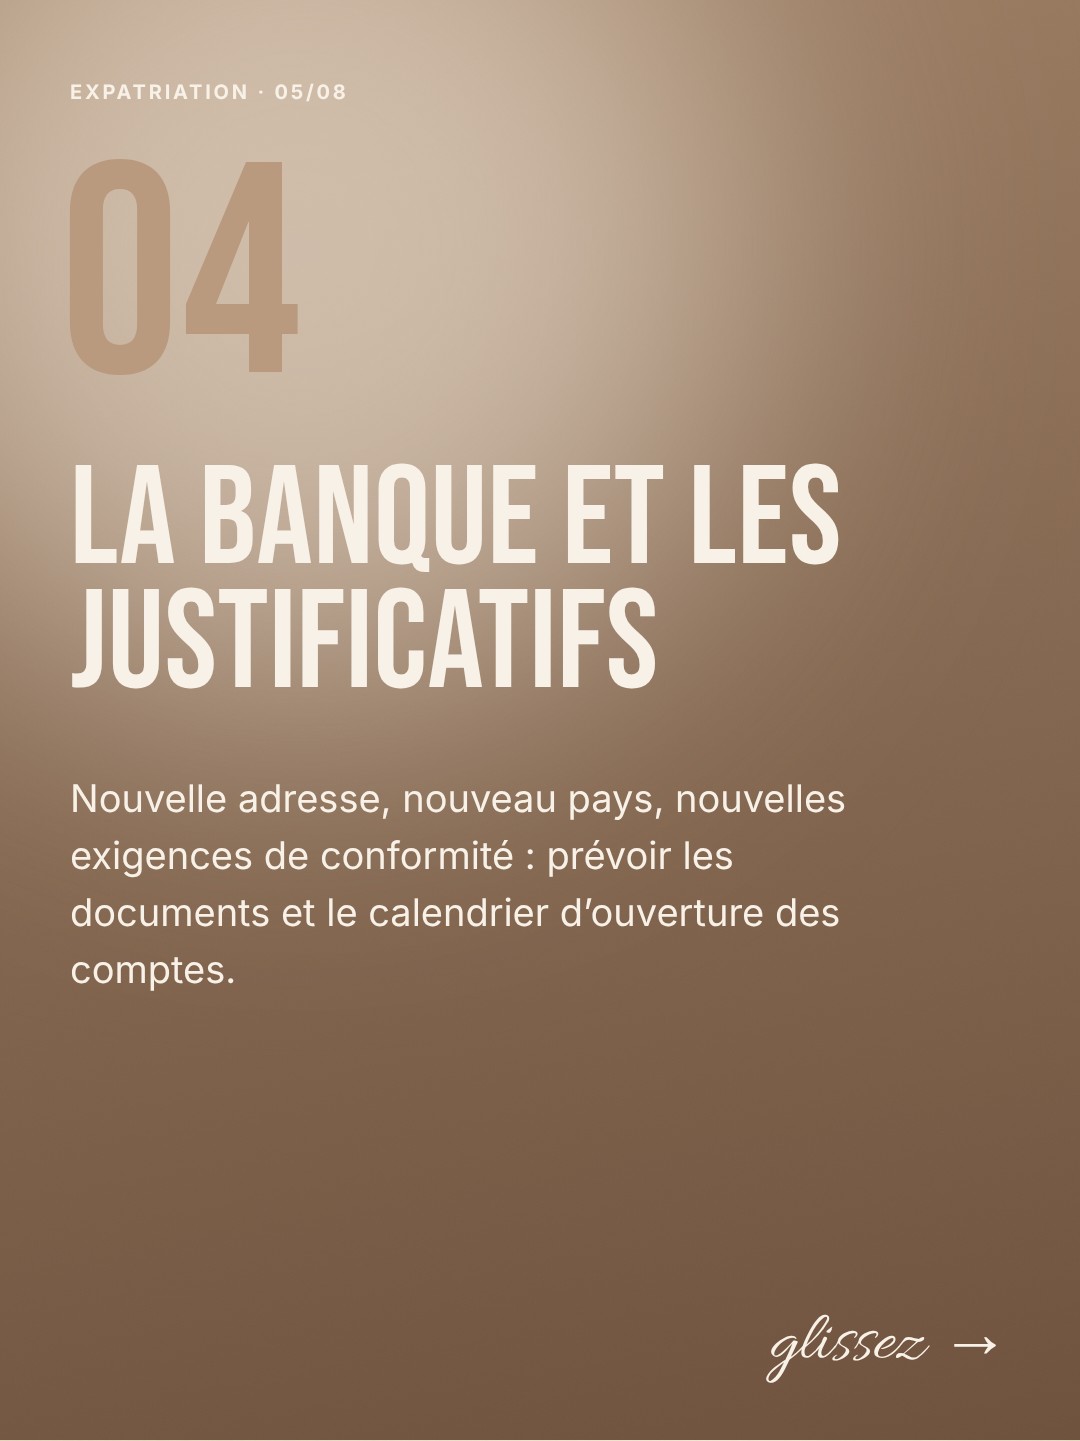 EXPATRIATION · 05/08
04
LA BANQUE ET LES
JUSTIFICATIFS
Nouvelle adresse, nouveau pays, nouvelles
exigences de conformité : prévoir les
documents et le calendrier d’ouverture des
comptes.
glissez →